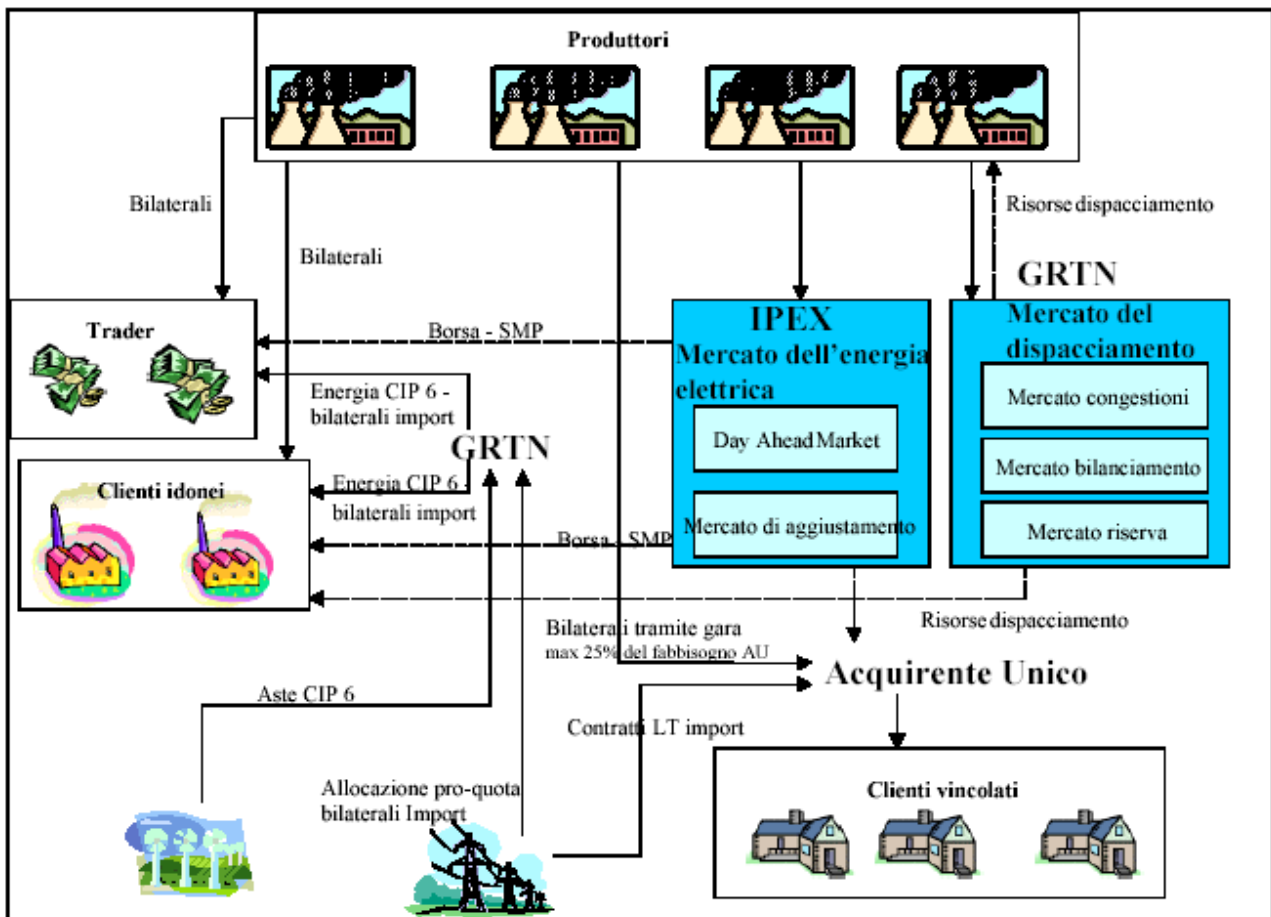 Produttori
Bilaterali
Bilaterali
Risorse dispacciamento
GRTN
Trader
Borsa - SMP
IPEX
Mercato dell'energia
elettrica
Mercato del
dispacciamento
Energia CIP 6 -
bilaterali import
Mercato congestioni
Day Ahead Market
GRTN
Clienti idonei
Energia CIP 6 -
bilaterali import
Mercato bilanciamento
Mercato di aggiustamento
Mercato riserva
Borsa - SMP
Bilaterali tramite gara
max 25% del fabbisogno AU
Risorse dispacciamento
Acquirente Unico
Aste CIP 6
Contratti LT import
Allocazione pro-quota
bilaterali Import
Clienti vincolati